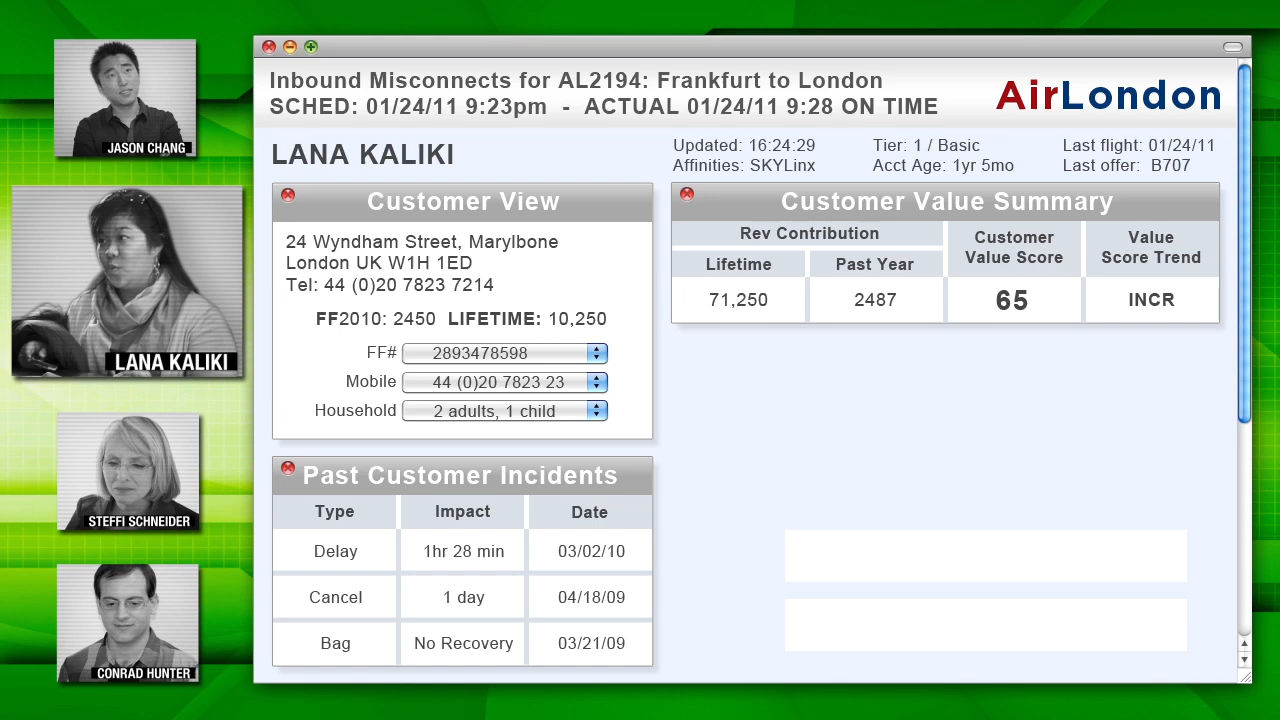 JASON CHANG
LANA KALIKI
STEFFI SCHNEIDER
CONRAD HUNTER
Inbound Misconnects for AL2194: Frankfurt to London
SCHED: 01/24/11 9:23pm - ACTUAL 01/24/11 9:28 ON TIME
AirLondon
LANA KALIKI
Updated: 16:24:29 Tier: 1 / Basic Last flight: 01/24/11
Affinities: SKYLinx Acct Age: 1yr 5mo Last offer: B707
Customer View
24 Wyndham Street, Marylbone
London UK W1H 1ED
Tel: 44 (0)20 7823 7214
FF2010: 2450 LIFETIME: 10,250
FF# 2893478598
Mobile 44 (0)20 7823 23
Household 2 adults, 1 child
Past Customer Incidents
Type Impact Date
Delay 1hr 28 min 03/02/10
Cancel 1 day 04/18/09
Bag No Recovery 03/21/09
Customer Value Summary
Rev Contribution
Lifetime Past Year
Customer
Value Score
Value
Score Trend
71,250 2487 65 INCR